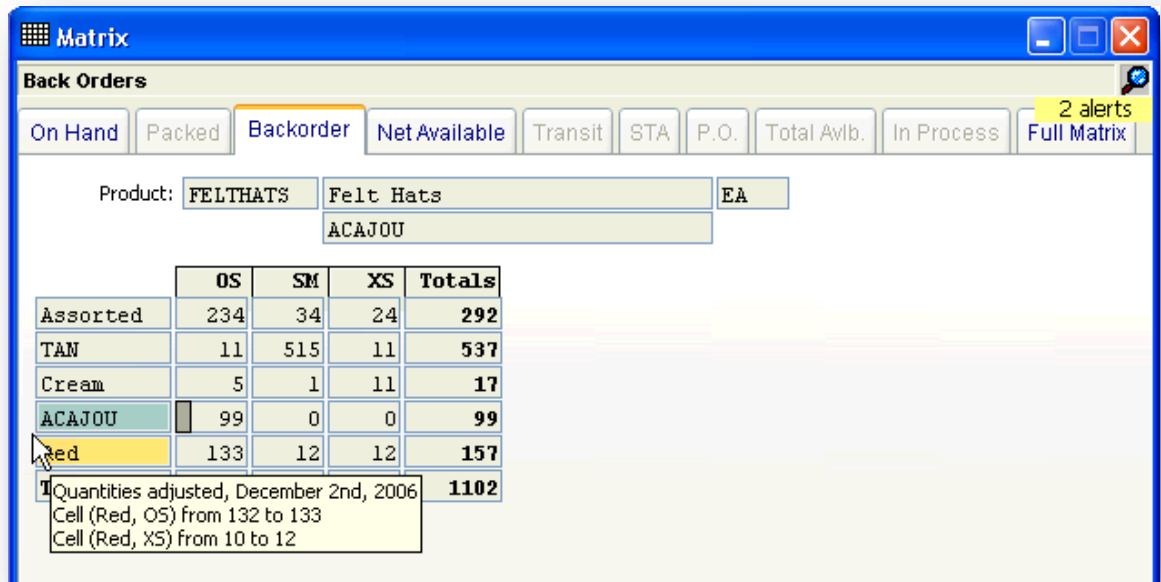 Matrix
Back Orders
2 alerts
On Hand Packed Backorder Net Available Transit STA P.O. Total Avlb. In Process Full Matrix
Product: FELTHATS Felt Hats EA
ACAJOU
OS SM XS Totals
Assorted 234 34 24 292
TAN 11 515 11 537
Cream 5 1 11 17
ACAJOU 99 0 0 99
Red 133 12 12 157
1102
Quantities adjusted, December 2nd, 2006
Cell (Red, OS) from 132 to 133
Cell (Red, XS) from 10 to 12